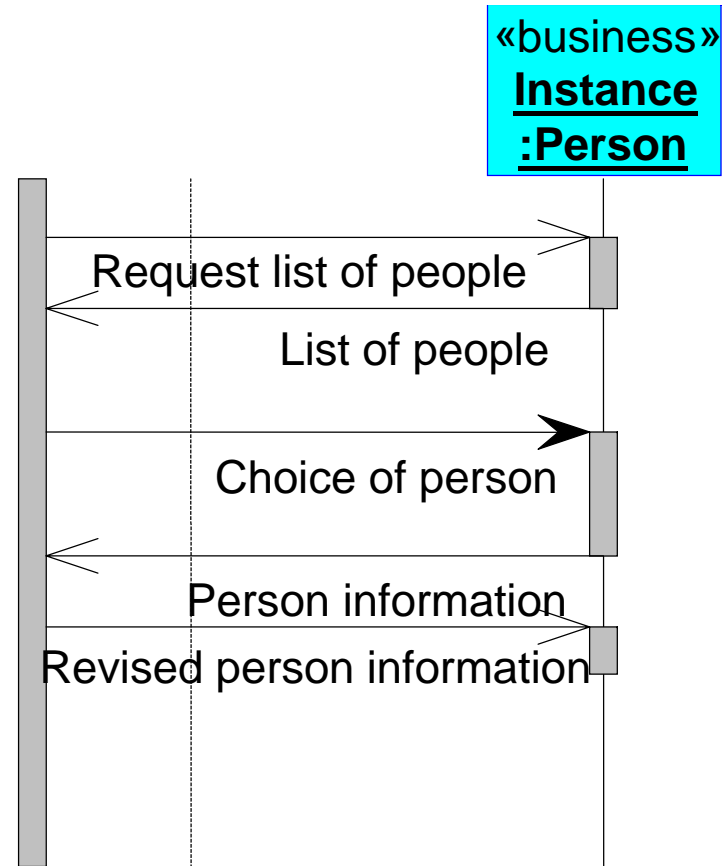 «business»
Instance
:Person
Request list of people
List of people
Choice of person
Person information
Revised person information